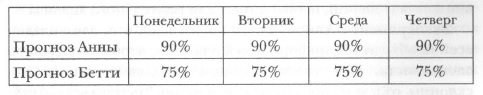 Понедельник Вторник Среда Четверг
Прогноз Анны 90% 90% 90% 90%
Прогноз Бетти 75% 75% 75% 75%